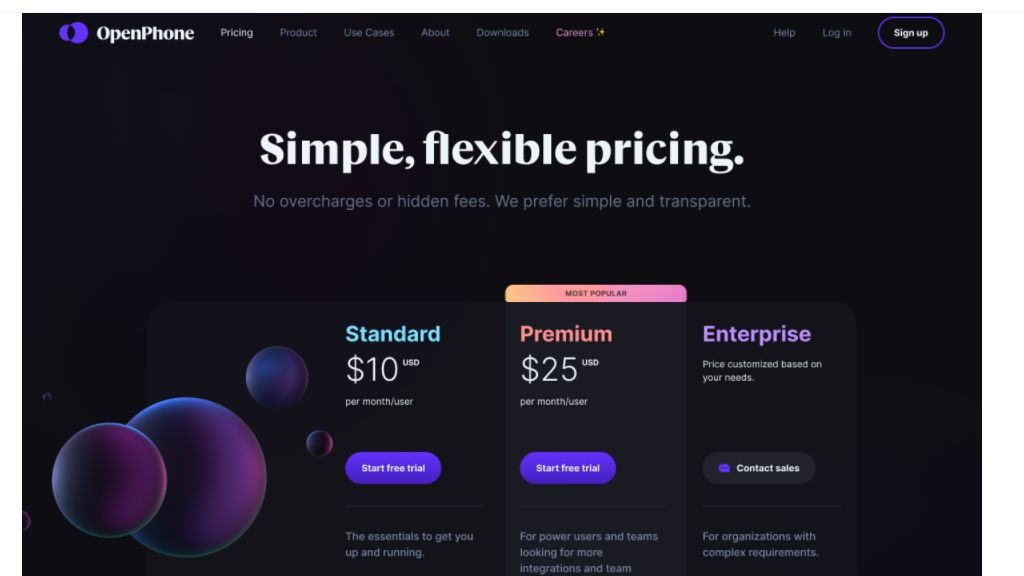 OpenPhone Pricing Product Use Cases About Downloads Careers ✨ Help Log in Sign up
Simple, flexible pricing.
No overcharges or hidden fees. We prefer simple and transparent.
MOST POPULAR
Standard
$10 USD
per month/user
Start free trial
The essentials to get you
up and running.
Premium
$25 USD
per month/user
Start free trial
For power users and teams
looking for more
integrations and team
Enterprise
Price customized based on
your needs.
Contact sales
For organizations with
complex requirements.